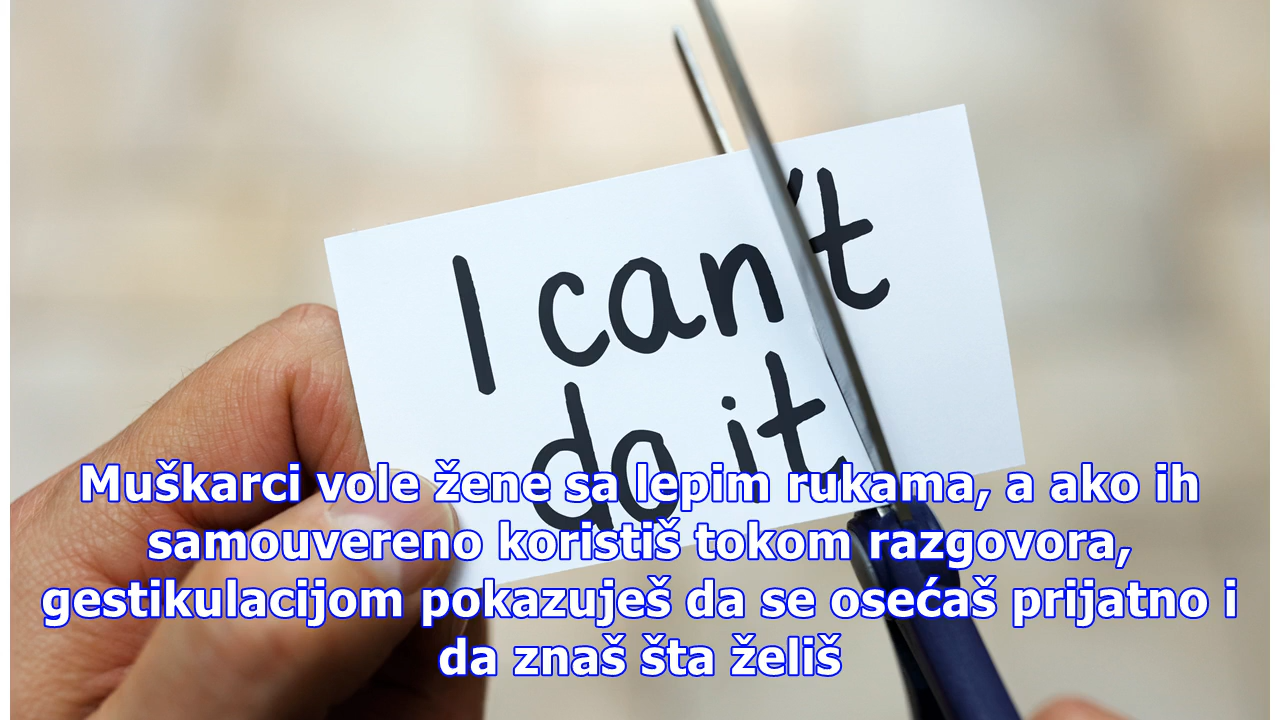 I can't
do it
Muškarci vole žene sa lepim rukama, a ako ih
samouvereno koristiš tokom razgovora,
gestikulacijom pokazuješ da se osećaš prijatno i
da znaš šta želiš